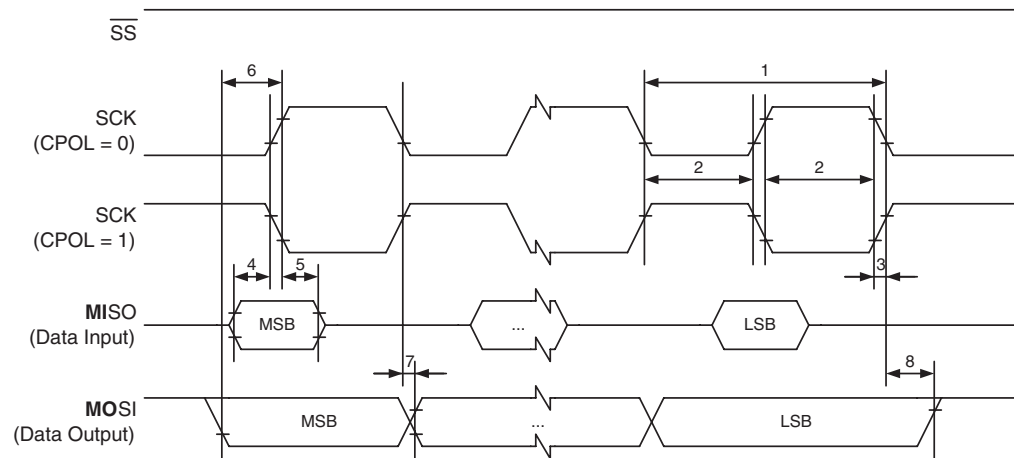 SS
6
1
SCK
(CPOL = 0)
2
2
SCK
(CPOL = 1)
4
5
3
MISO
(Data Input)
MSB
...
LSB
7
8
MOSI
(Data Output)
MSB
...
LSB